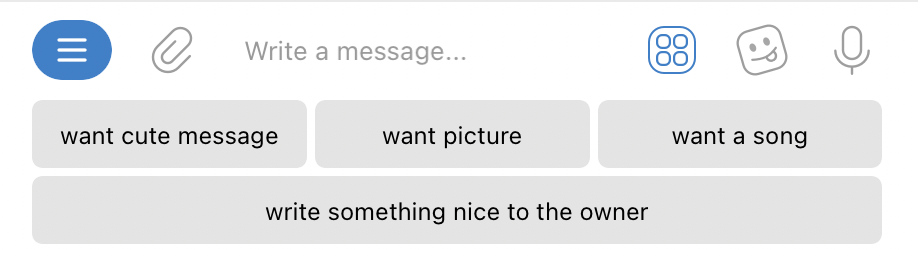 Write a message...
want cute message
want picture
want a song
write something nice to the owner